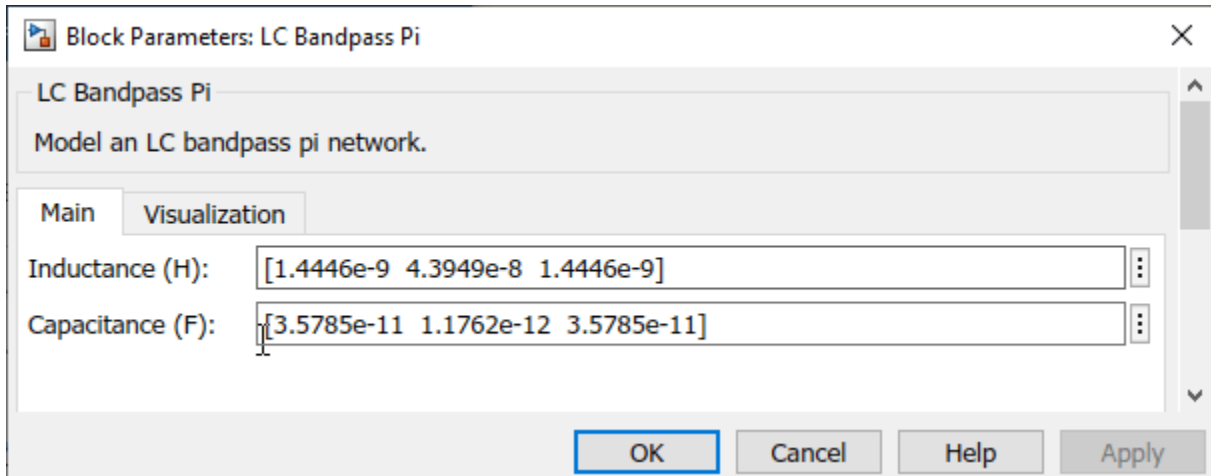 Block Parameters: LC Bandpass Pi
LC Bandpass Pi
Model an LC bandpass pi network.
Main Visualization
Inductance (H): [1.4446e-9 4.3949e-8 1.4446e-9]
Capacitance (F): [3.5785e-11 1.1762e-12 3.5785e-11]
OK Cancel Help Apply